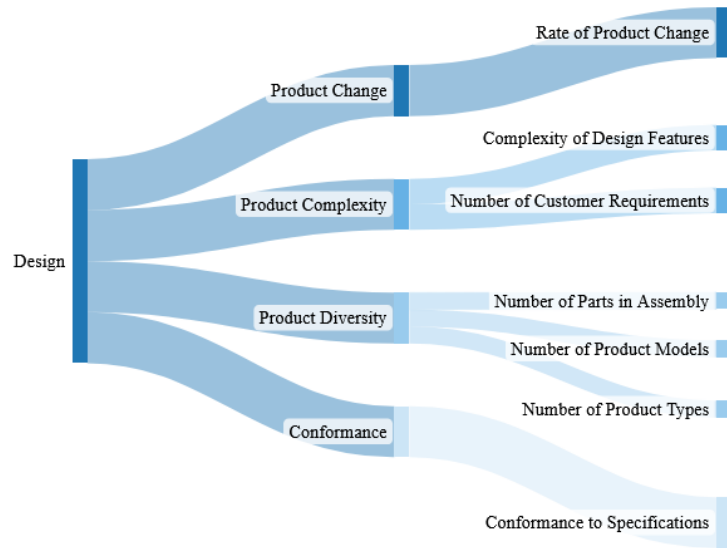 Rate of Product Change
Product Change
Complexity of Design Features
Number of Customer Requirements
Product Complexity
Design
Number of Parts in Assembly
Product Diversity
Number of Product Models
Number of Product Types
Conformance
Conformance to Specifications